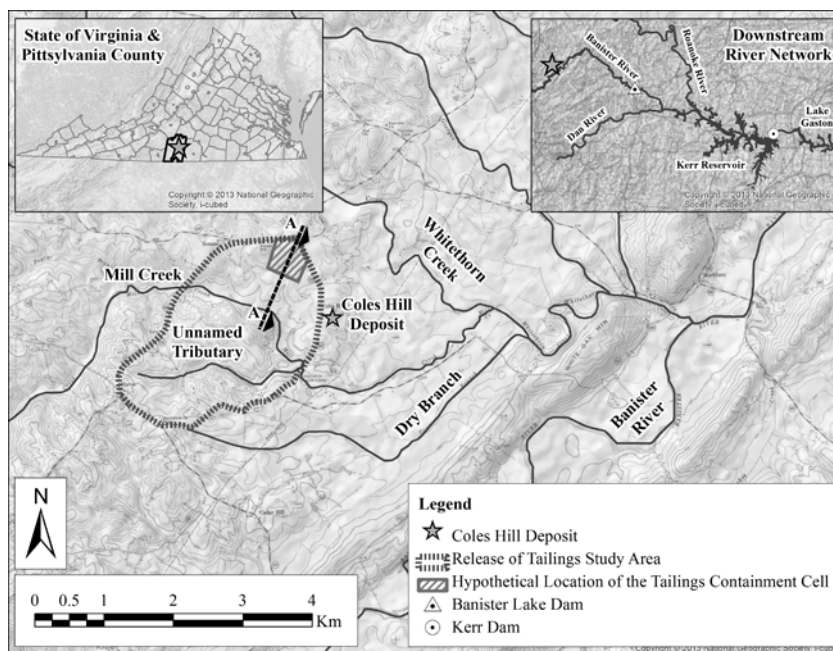 State of Virginia &
Pittsylvania County
Copyright © 2013 National Geographic
Society, i-cubed
Downstream
River Network
Roanoke River
Banister River
Dan River
Lake
Gaston
Kerr Reservoir
Copyright © 2013 National Geographic
Society, i-cubed
A
Mill Creek
Whitethorn
Creek
A
Unnamed
Tributary
Coles Hill
Deposit
Dry Branch
Banister
River
N
0 0.5 1 2 3 4
Km
Legend
Coles Hill Deposit
Release of Tailings Study Area
Hypothetical Location of the Tailings Containment Cell
Banister Lake Dam
Kerr Dam
Copyright © 2013 National Geographic Society, i-cubed